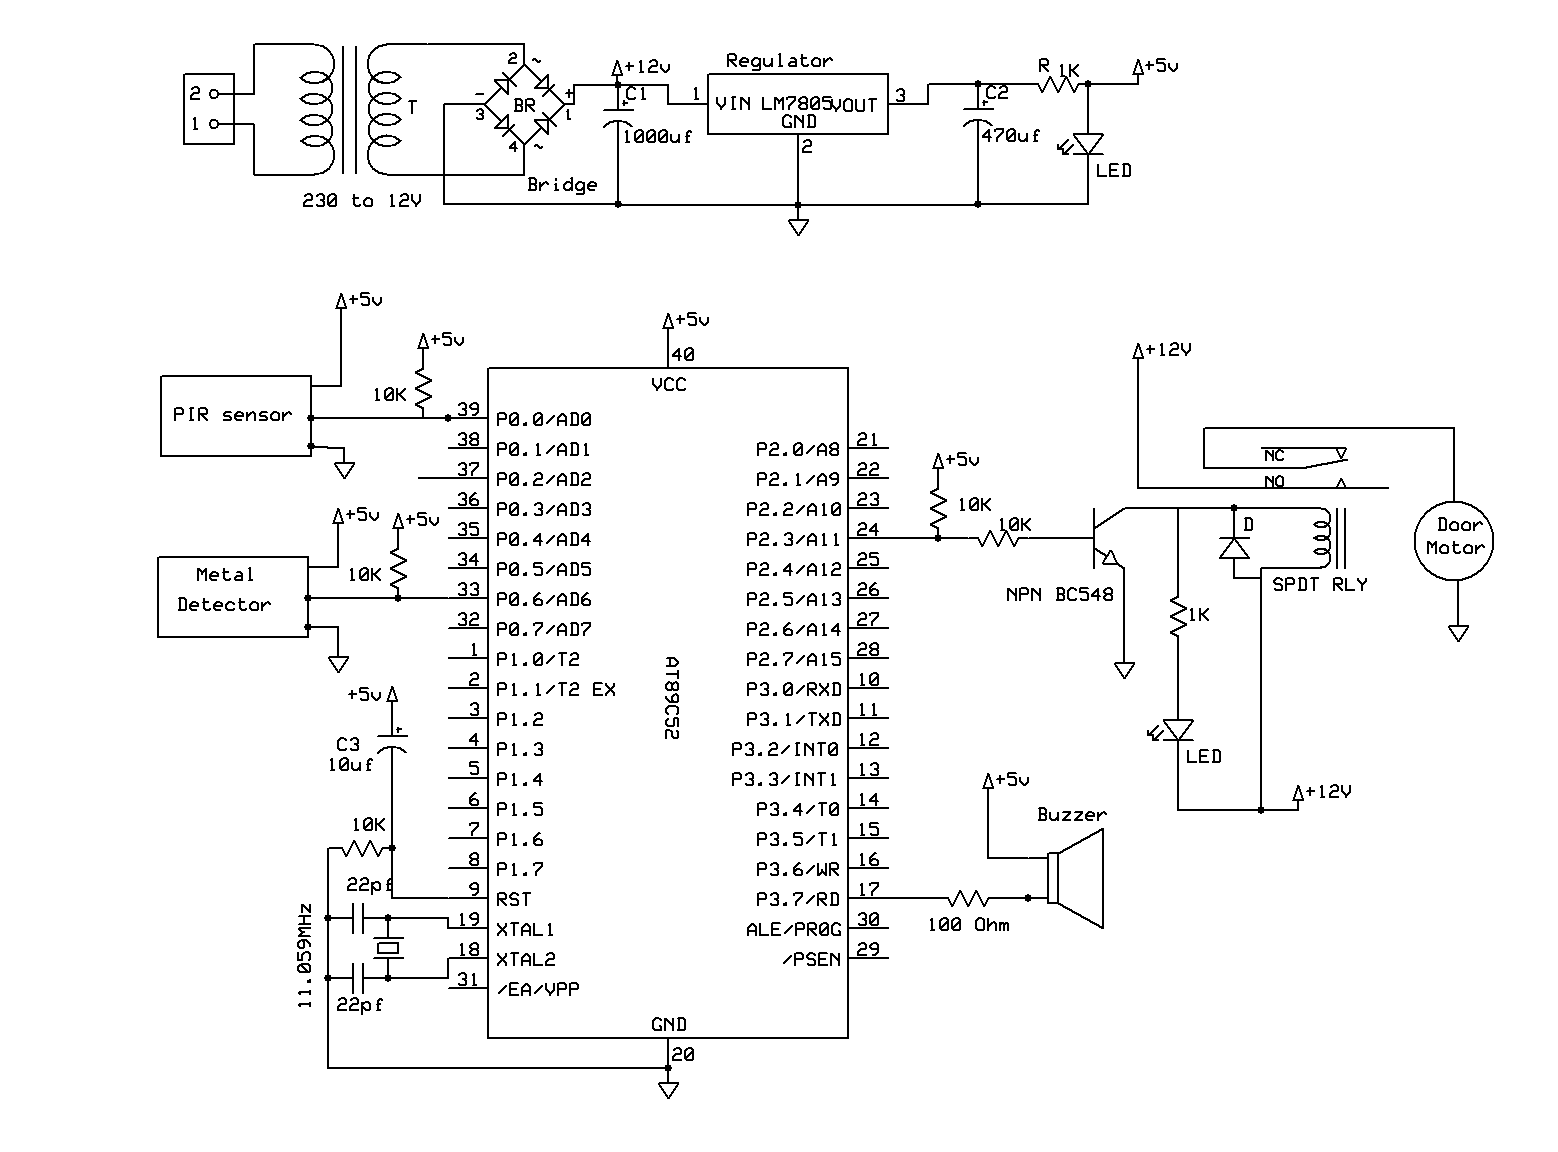 2
1
230 to 12V
T
2 ~
- 3
BR
+ 1
4 ~
Bridge
+12v
C1
+
1000uf
Regulator
1
VIN LM7805 VOUT
GND
2
3
C2
+
470uf
R 1K
+5v
LED
+5v
PIR sensor
+5v
10K
+5v
Metal
Detector
+5v
10K
+5v
+
C3
10uf
10K
22pf
11.059MHz
22pf
+5v
40
VCC
39 P0.0/AD0
38 P0.1/AD1
37 P0.2/AD2
36 P0.3/AD3
35 P0.4/AD4
34 P0.5/AD5
33 P0.6/AD6
32 P0.7/AD7
1 P1.0/T2
2 P1.1/T2 EX
3 P1.2
4 P1.3
5 P1.4
6 P1.5
7 P1.6
8 P1.7
9 RST
19 XTAL1
18 XTAL2
31 /EA/VPP
AT89C52
P2.0/A8 21
P2.1/A9 22
P2.2/A10 23
P2.3/A11 24
P2.4/A12 25
P2.5/A13 26
P2.6/A14 27
P2.7/A15 28
P3.0/RXD 10
P3.1/TXD 11
P3.2/INT0 12
P3.3/INT1 13
P3.4/T0 14
P3.5/T1 15
P3.6/WR 16
P3.7/RD 17
ALE/PR0G 30
/PSEN 29
GND
20
+5v
10K
10K
NPN BC548
+12V
NC
NO
D
SPDT RLY
Door
Motor
1K
LED
+12V
+5v
Buzzer
100 Ohm